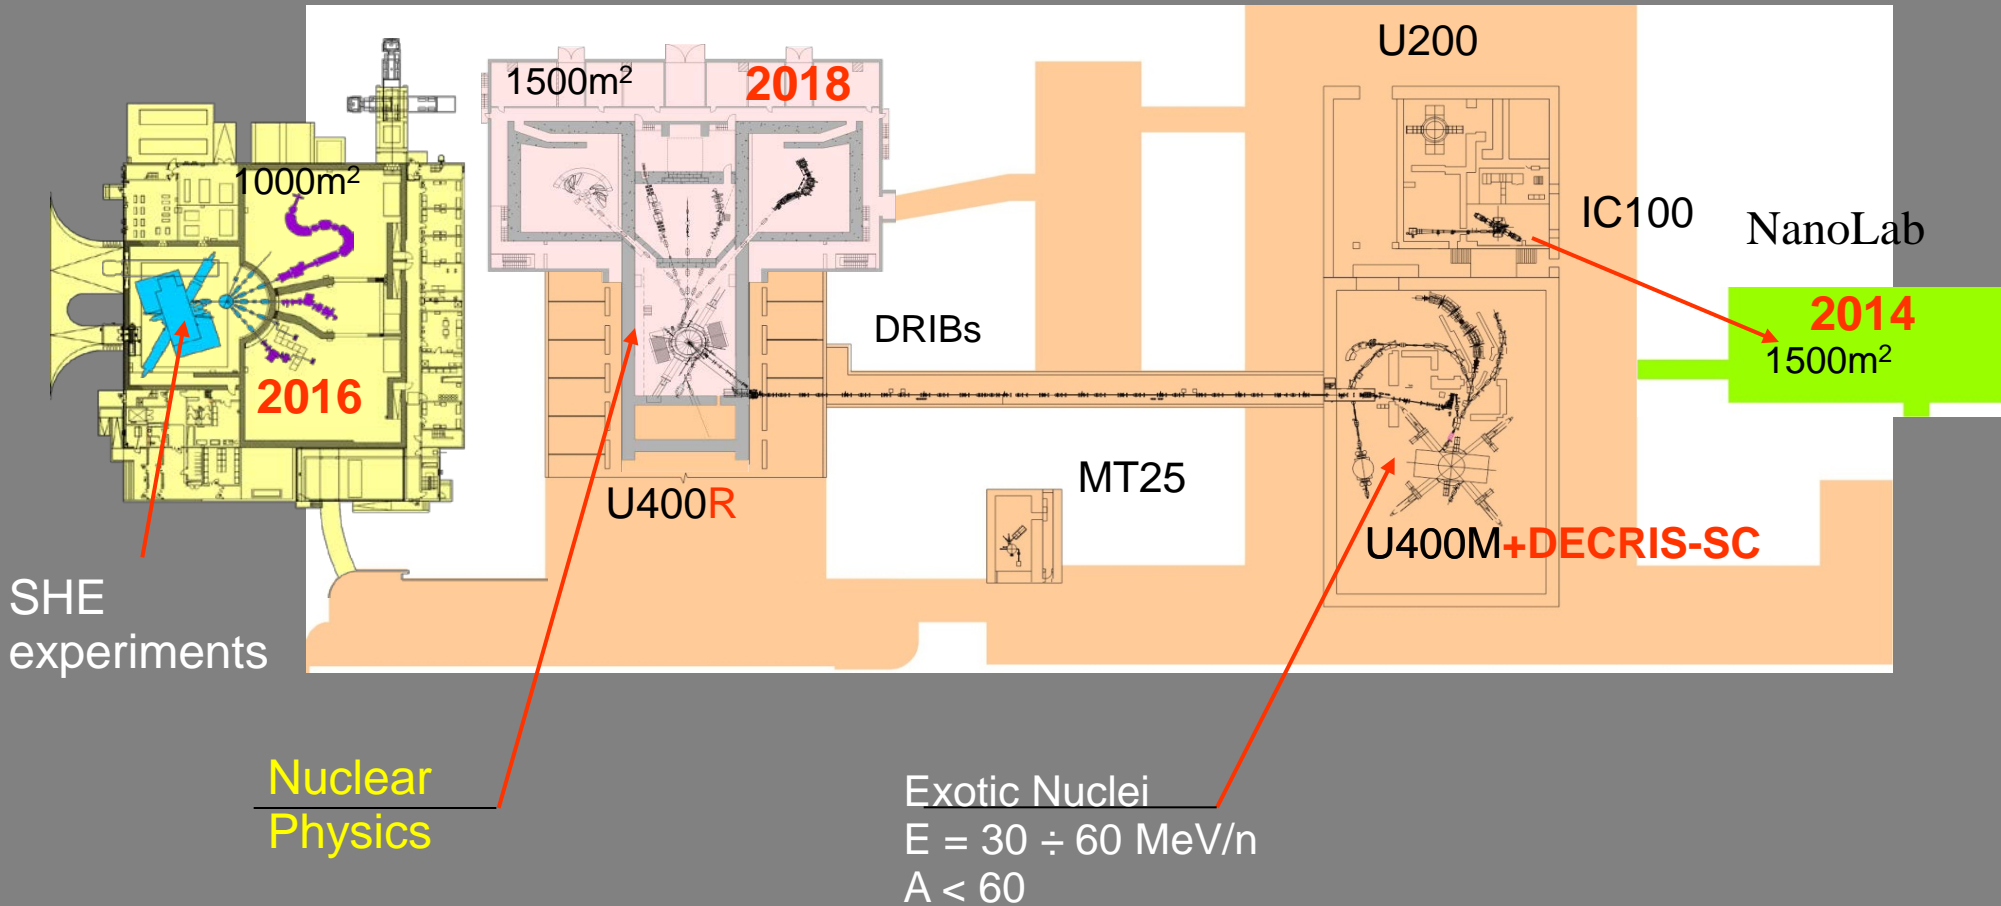 U200
1500m²
2018
1000m²
IC100
NanoLab
2014
1500m²
DRIBs
2016
MT25
U400R
U400M+DECRIS-SC
SHE
experiments
Nuclear
Physics
Exotic Nuclei
E = 30 ÷ 60 MeV/n
A < 60